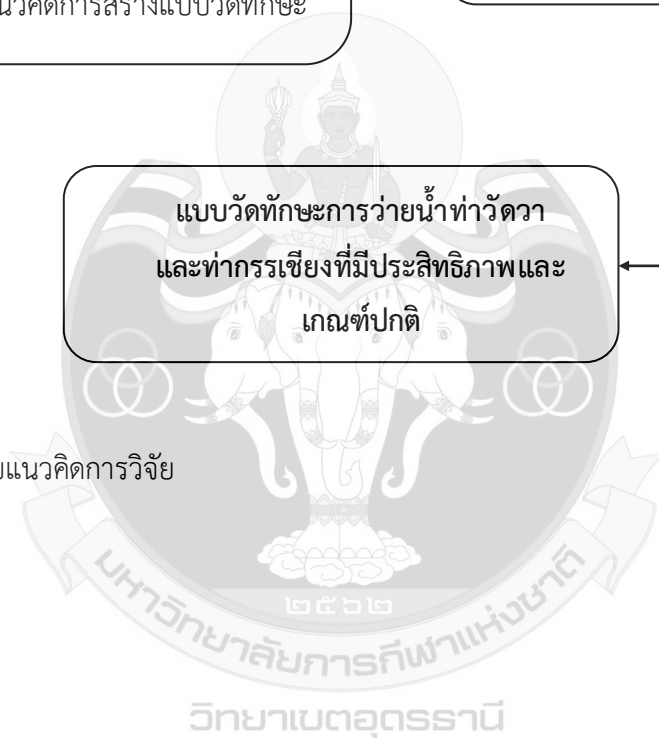 นวคิดการสร้างแบบวัดทักษะ
แบบวัดทักษะการว่ายน้ำท่าวัดวา
และท่ากรรเชียงที่มีประสิทธิภาพและ
เกณฑ์ปกติ
แนวคิดการวิจัย
๒๕๖๒
มหาวิทยาลัยการกีฬาแห่งชาติ
วิทยาเขตอุดรธานี